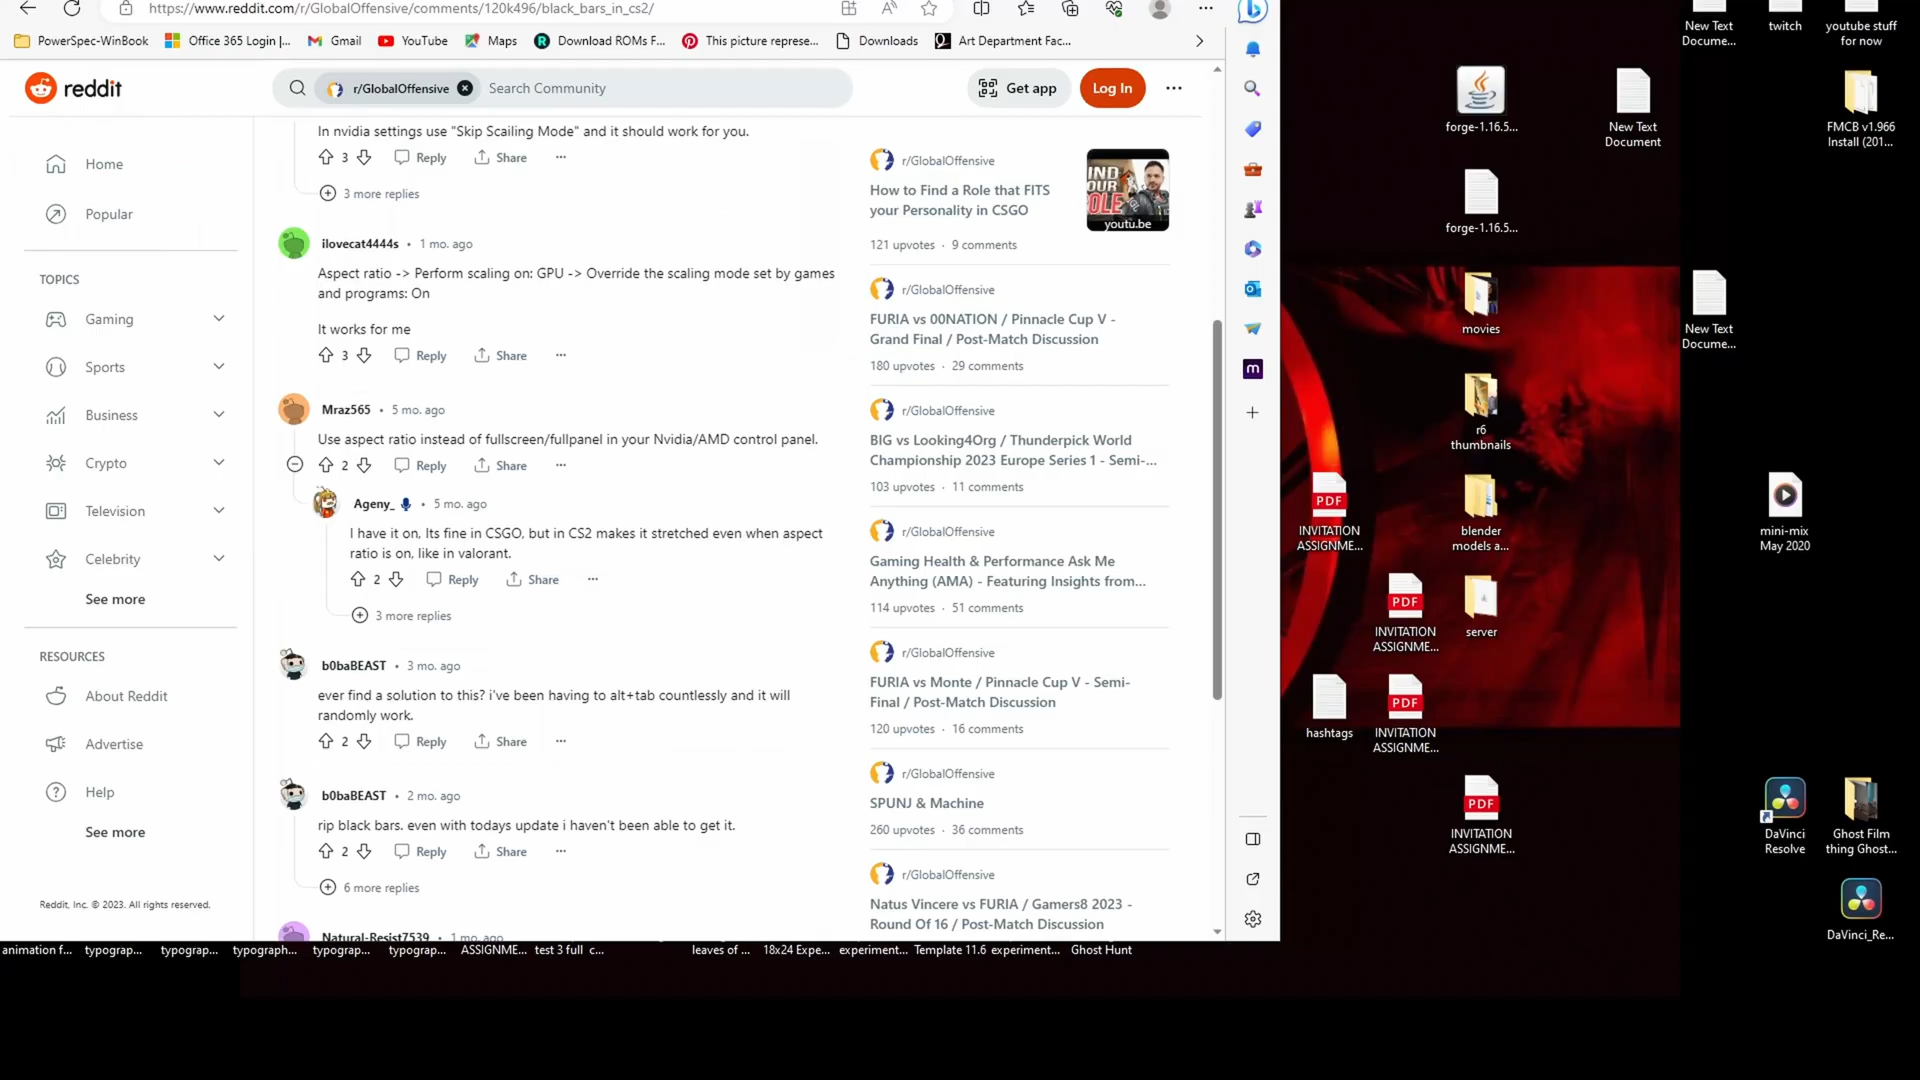 https://www.reddit.com/r/GlobalOffensive/comments/120k496/black_bars_in_cs2/
PowerSpec-WinBook
Office 365 Login |...
Gmail
YouTube
Maps
Download ROMs F...
This picture represe...
Downloads
Art Department Fac...
reddit
r/GlobalOffensive
Search Community
Get app
Log In
Home
Popular
TOPICS
Gaming
Sports
Business
Crypto
Television
Celebrity
See more
RESOURCES
About Reddit
Advertise
Help
See more
Reddit, Inc. © 2023. All rights reserved.
In nvidia settings use "Skip Scailing Mode" and it should work for you.
3 Reply Share ...
3 more replies
ilovecat4444s • 1 mo. ago
Aspect ratio -> Perform scaling on: GPU -> Override the scaling mode set by games
and programs: On
It works for me
3 Reply Share ...
Mraz565 • 5 mo. ago
Use aspect ratio instead of fullscreen/fullpanel in your Nvidia/AMD control panel.
2 Reply Share ...
Ageny_ • 5 mo. ago
I have it on, Its fine in CSGO, but in CS2 makes it stretched even when aspect
ratio is on, like in valorant.
2 Reply Share ...
3 more replies
b0baBEAST • 3 mo. ago
ever find a solution to this? i've been having to alt+tab countlessly and it will
randomly work.
2 Reply Share ...
b0baBEAST • 2 mo. ago
rip black bars. even with todays update i haven't been able to get it.
2 Reply Share ...
6 more replies
Natural-Resist7539 • 1 mo. ago
r/GlobalOffensive
How to Find a Role that FITS
your Personality in CSGO
IND
OUR
OLE
youtu.be
121 upvotes · 9 comments
r/GlobalOffensive
FURIA vs 00NATION / Pinnacle Cup V -
Grand Final / Post-Match Discussion
180 upvotes · 29 comments
r/GlobalOffensive
BIG vs Looking4Org / Thunderpick World
Championship 2023 Europe Series 1 - Semi-...
103 upvotes · 11 comments
r/GlobalOffensive
Gaming Health & Performance Ask Me
Anything (AMA) - Featuring Insights from...
114 upvotes · 51 comments
r/GlobalOffensive
FURIA vs Monte / Pinnacle Cup V - Semi-
Final / Post-Match Discussion
120 upvotes · 16 comments
r/GlobalOffensive
SPUNJ & Machine
260 upvotes · 36 comments
r/GlobalOffensive
Natus Vincere vs FURIA / Gamers8 2023 -
Round Of 16 / Post-Match Discussion
m
New Text
Docume...
twitch
youtube stuff
for now
forge-1.16.5...
New Text
Document
FMCB v1.966
Install (201...
forge-1.16.5...
movies
New Text
Docume...
r6
thumbnails
PDF
INVITATION
ASSIGNME...
blender
models a...
mini-mix
May 2020
PDF
INVITATION
ASSIGNME...
server
hashtags
PDF
INVITATION
ASSIGNME...
PDF
INVITATION
ASSIGNME...
DaVinci
Resolve
Ghost Film
thing Ghost...
DaVinci_Re...
animation f... typograp... typograp... typograph... typograp... typograp... ASSIGNME... test 3 full c... leaves of ... 18x24 Expe... experiment... Template 11.6 experiment... Ghost Hunt